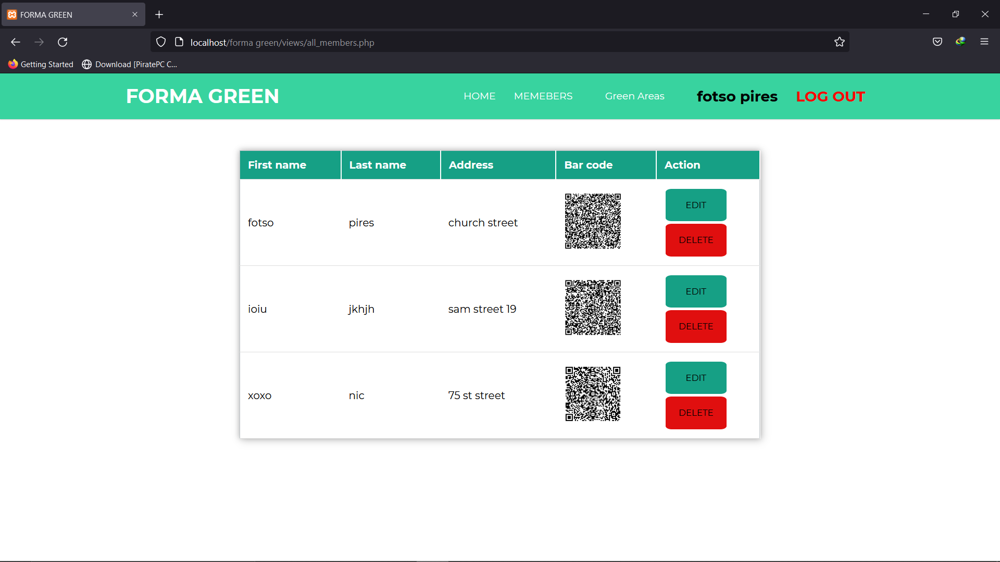 FORMA GREEN
localhost/forma green/views/all_members.php
Getting Started Download [PiratePC C...
FORMA GREEN HOME MEMEBERS Green Areas fotso pires LOG OUT
First name Last name Address Bar code Action
fotso pires church street EDIT
DELETE
ioiu jkhjh sam street 19 EDIT
DELETE
xoxo nic 75 st street EDIT
DELETE